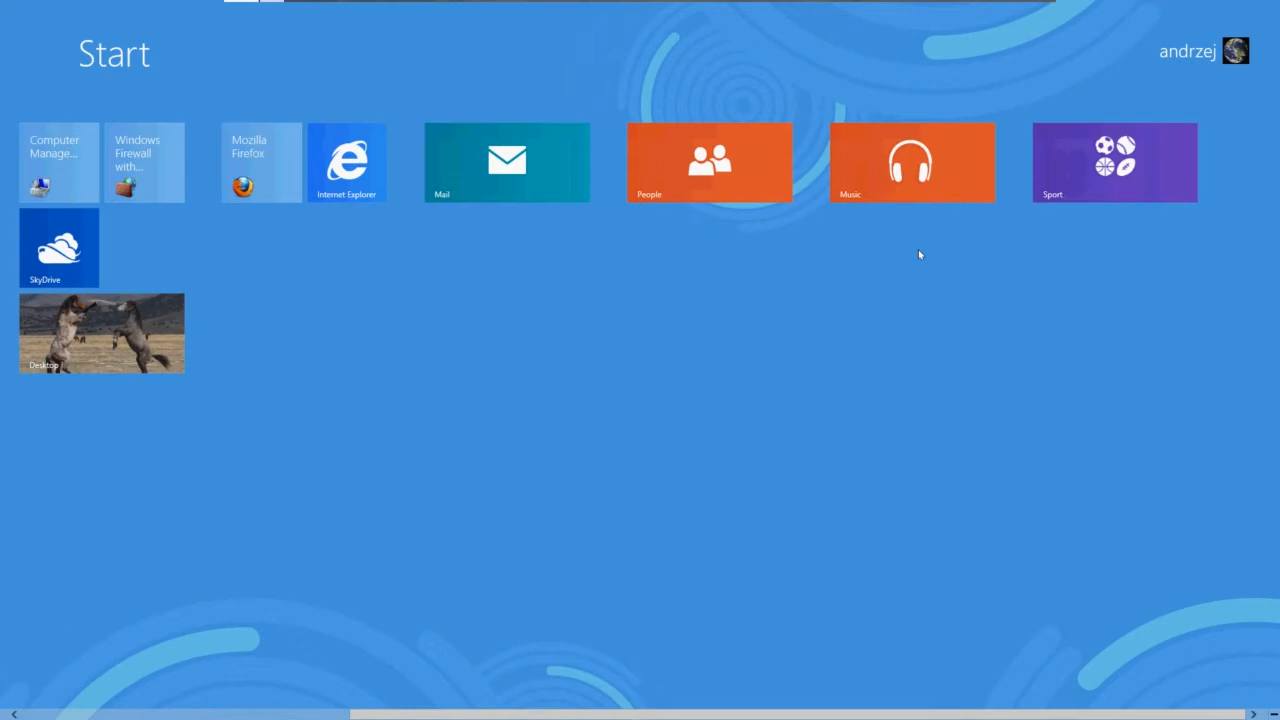 Start
andrzej
Computer
Manage...
Windows
Firewall
with...
Mozilla
Firefox
Internet Explorer
Mail
People
Music
Sport
SkyDrive
Desktop